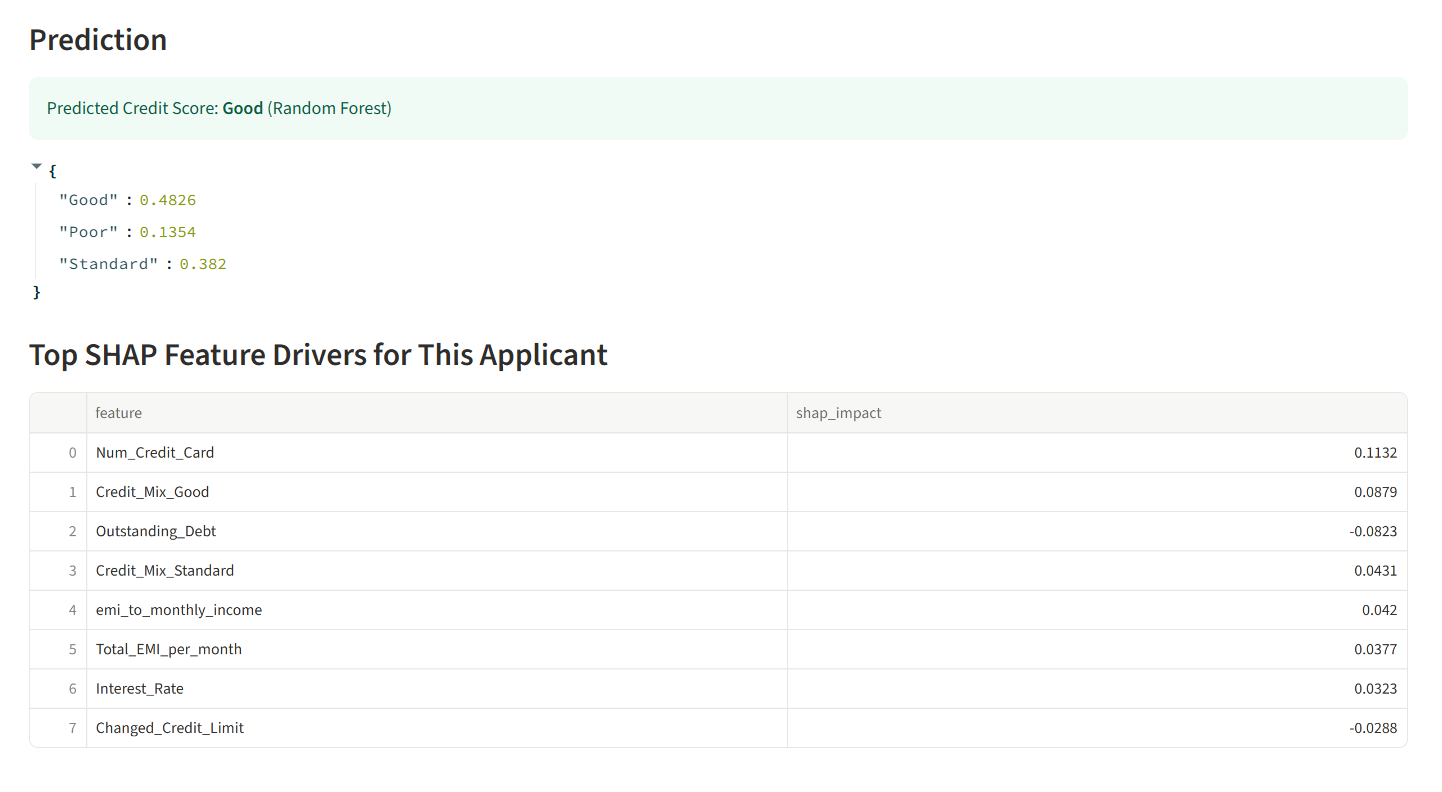 Prediction
Predicted Credit Score: Good (Random Forest)
{
"Good" : 0.4826
"Poor" : 0.1354
"Standard" : 0.382
}
Top SHAP Feature Drivers for This Applicant
feature shap_impact
0 Num_Credit_Card 0.1132
1 Credit_Mix_Good 0.0879
2 Outstanding_Debt -0.0823
3 Credit_Mix_Standard 0.0431
4 emi_to_monthly_income 0.042
5 Total_EMI_per_month 0.0377
6 Interest_Rate 0.0323
7 Changed_Credit_Limit -0.0288